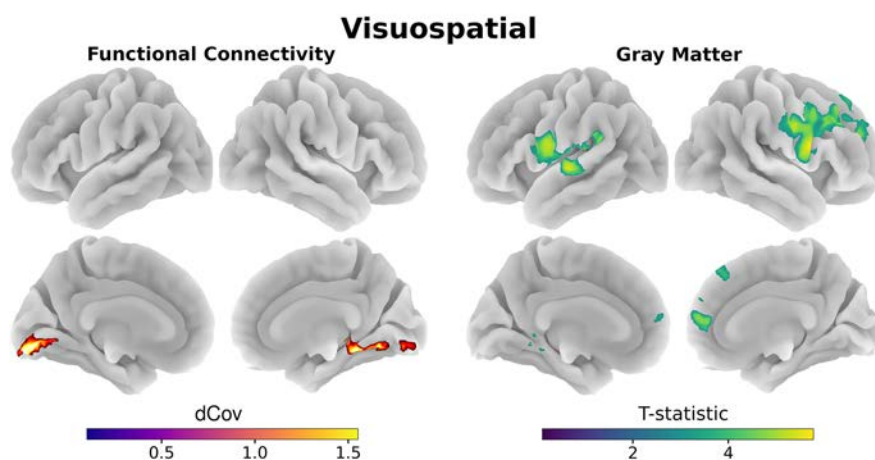 Visuospatial
Functional Connectivity
Gray Matter
dCov
0.5 1.0 1.5
T-statistic
2 4